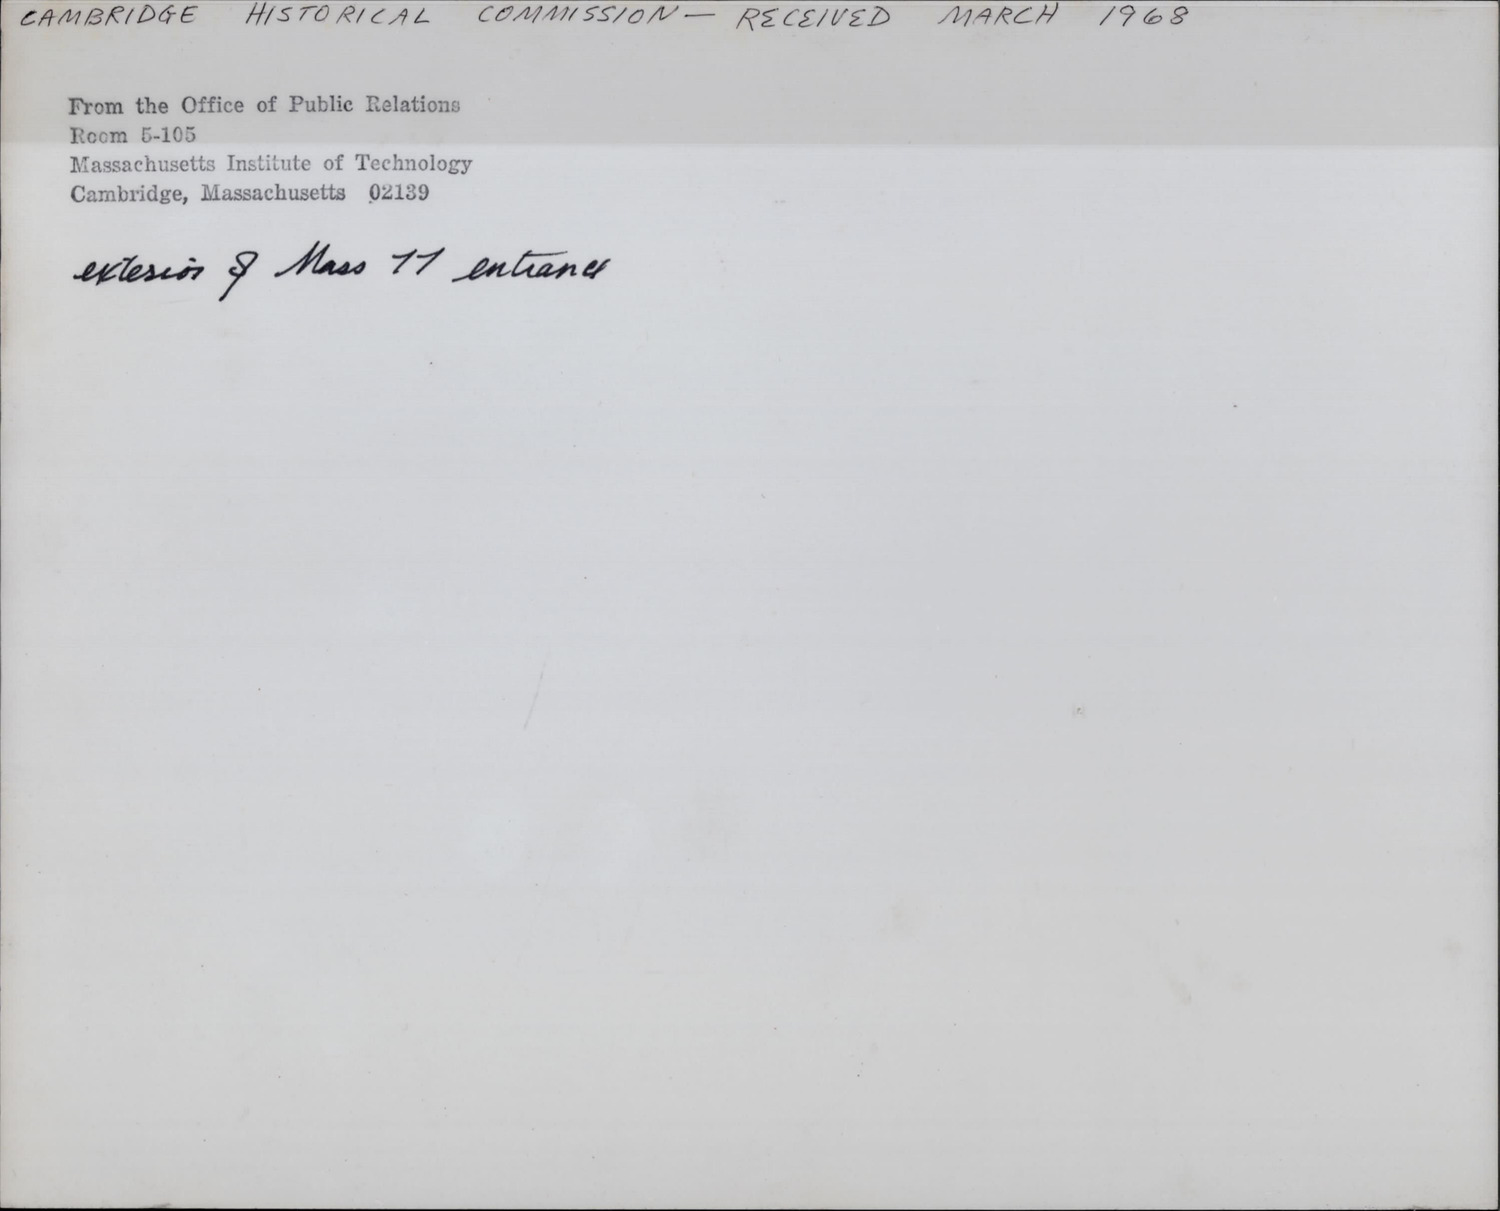 CAMBRIDGE HISTORICAL COMMISSION — RECEIVED MARCH 1968
From the Office of Public Relations
Room 5-105
Massachusetts Institute of Technology
Cambridge, Massachusetts 02139
exterior of Mass 77 entrance